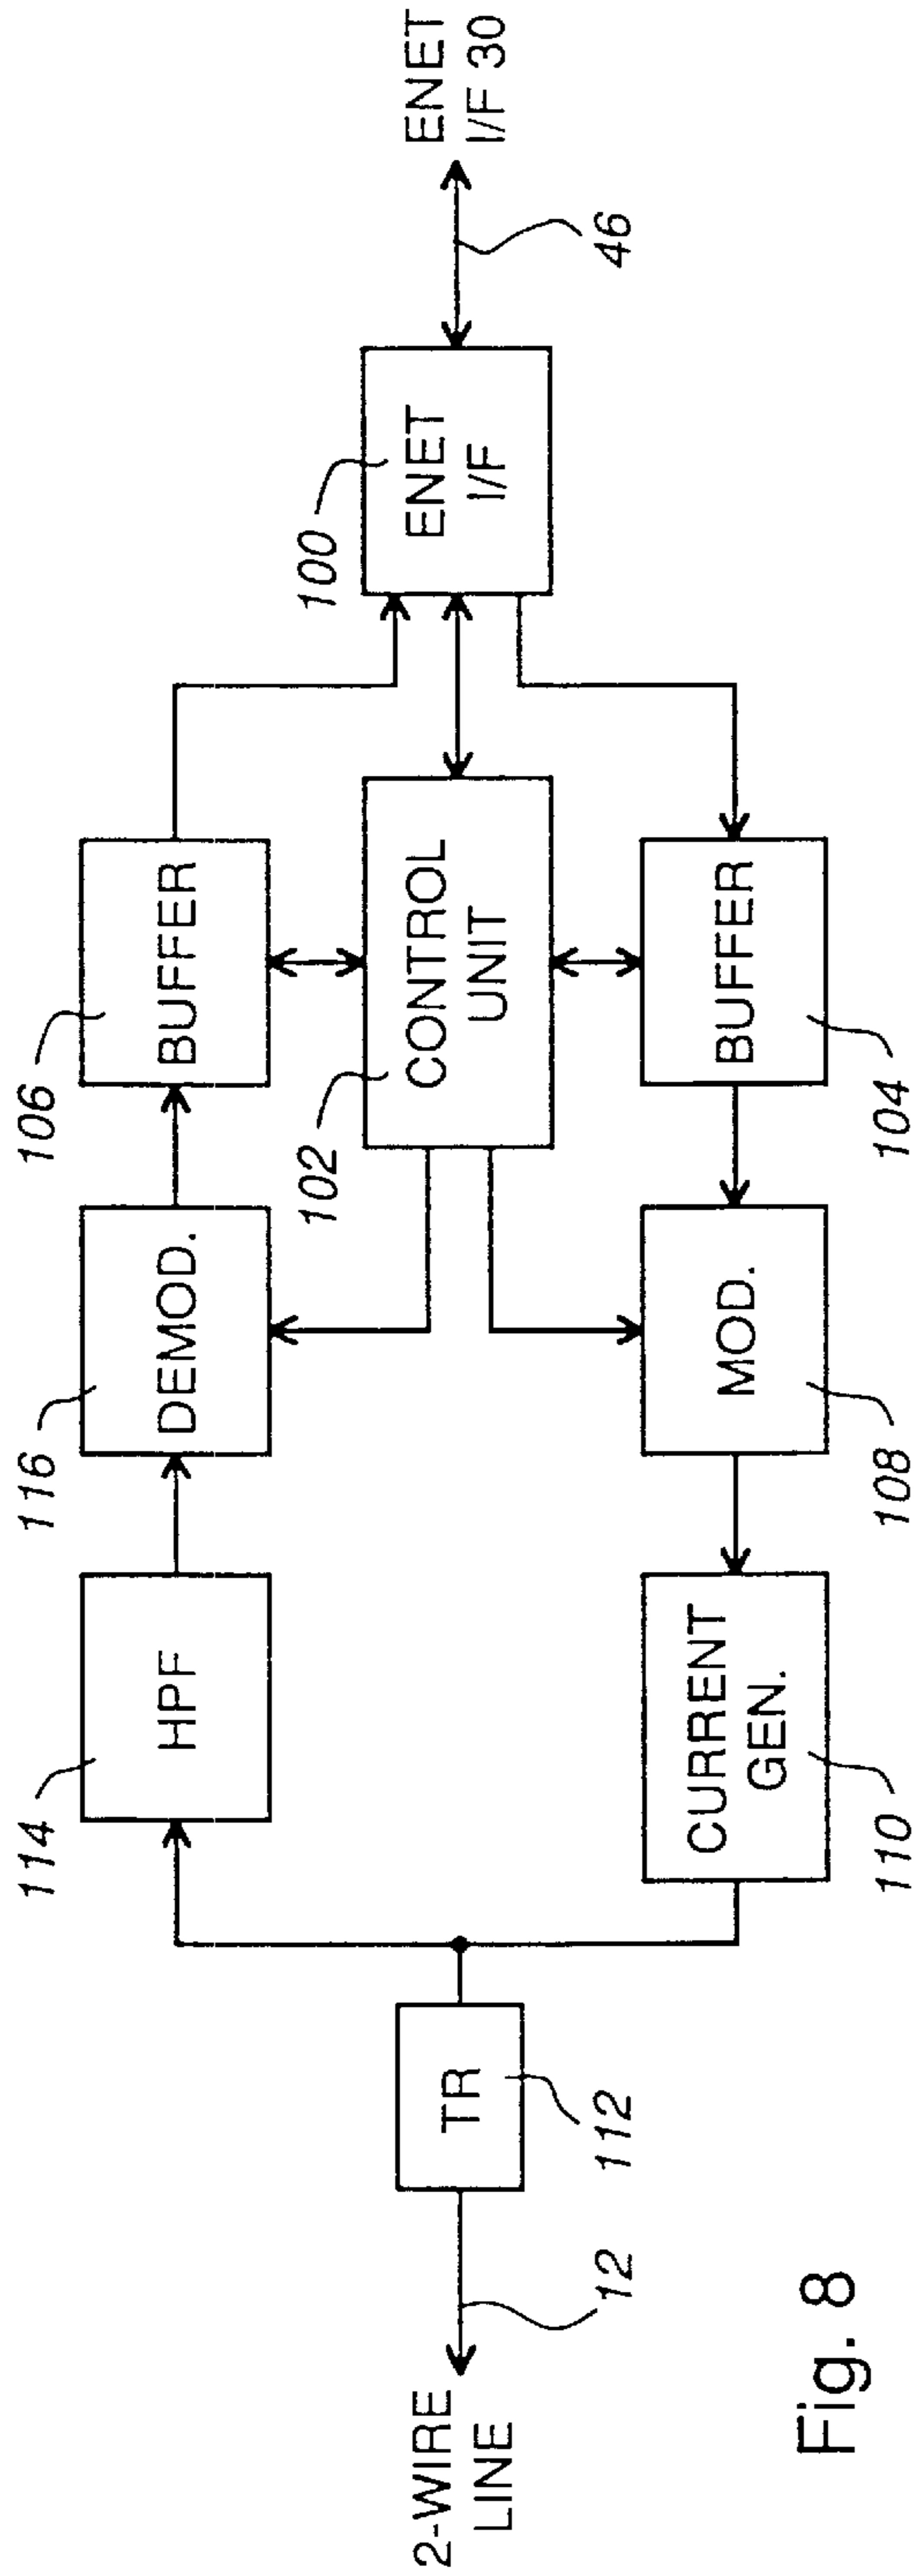 114
HPF
116
DEMOD.
106
BUFFER
2-WIRE
LINE
12
TR
112
102
CONTROL
UNIT
100
ENET
I/F
46
ENET
I/F 30
CURRENT
GEN.
110
MOD.
108
BUFFER
104
Fig. 8